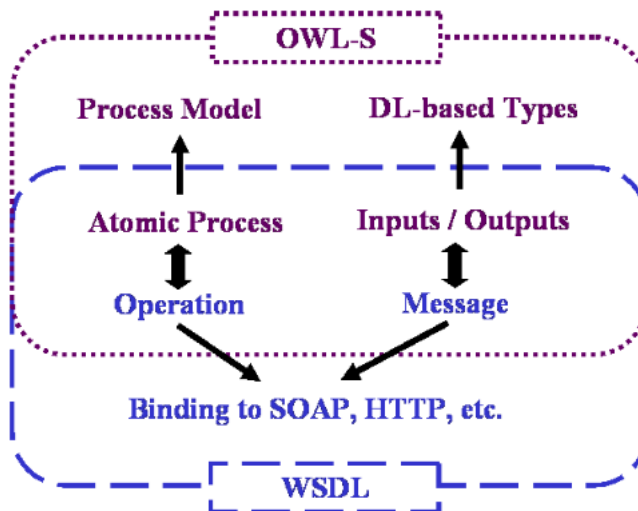 OWL-S
Process Model
DL-based Types
Atomic Process
Inputs / Outputs
Operation
Message
Binding to SOAP, HTTP, etc.
WSDL